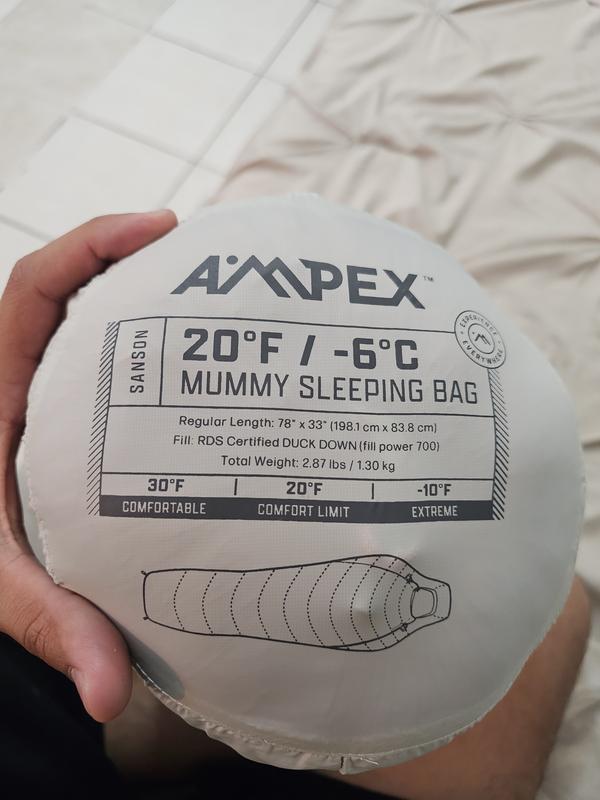 AMPEX™
EXPERIENCE EVERYWHERE
SANSON
20°F / -6°C
MUMMY SLEEPING BAG
Regular Length: 78" x 33" (198.1 cm x 83.8 cm)
Fill: RDS Certified DUCK DOWN (fill power 700)
Total Weight: 2.87 lbs / 1.30 kg
30°F | 20°F | -10°F
COMFORTABLE COMFORT LIMIT EXTREME